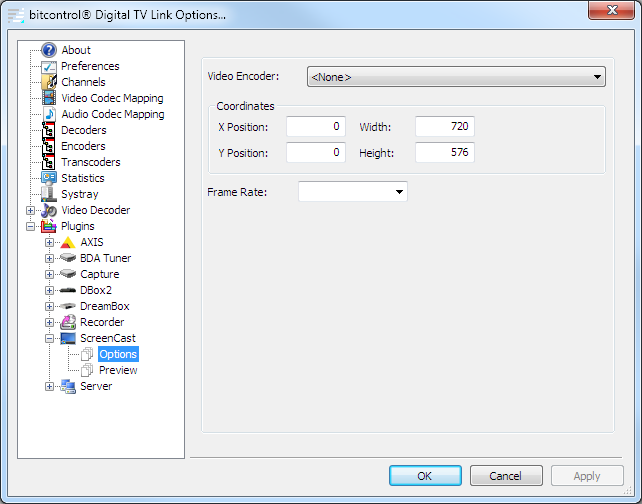 bitcontrol® Digital TV Link Options...
About
Preferences
Channels
Video Codec Mapping
Audio Codec Mapping
Decoders
Encoders
Transcoders
Statistics
Systray
Video Decoder
Plugins
AXIS
BDA Tuner
Capture
DBox2
DreamBox
Recorder
ScreenCast
Options
Preview
Server
Video Encoder: <None>
Coordinates
X Position: 0 Width: 720
Y Position: 0 Height: 576
Frame Rate:
OK Cancel Apply